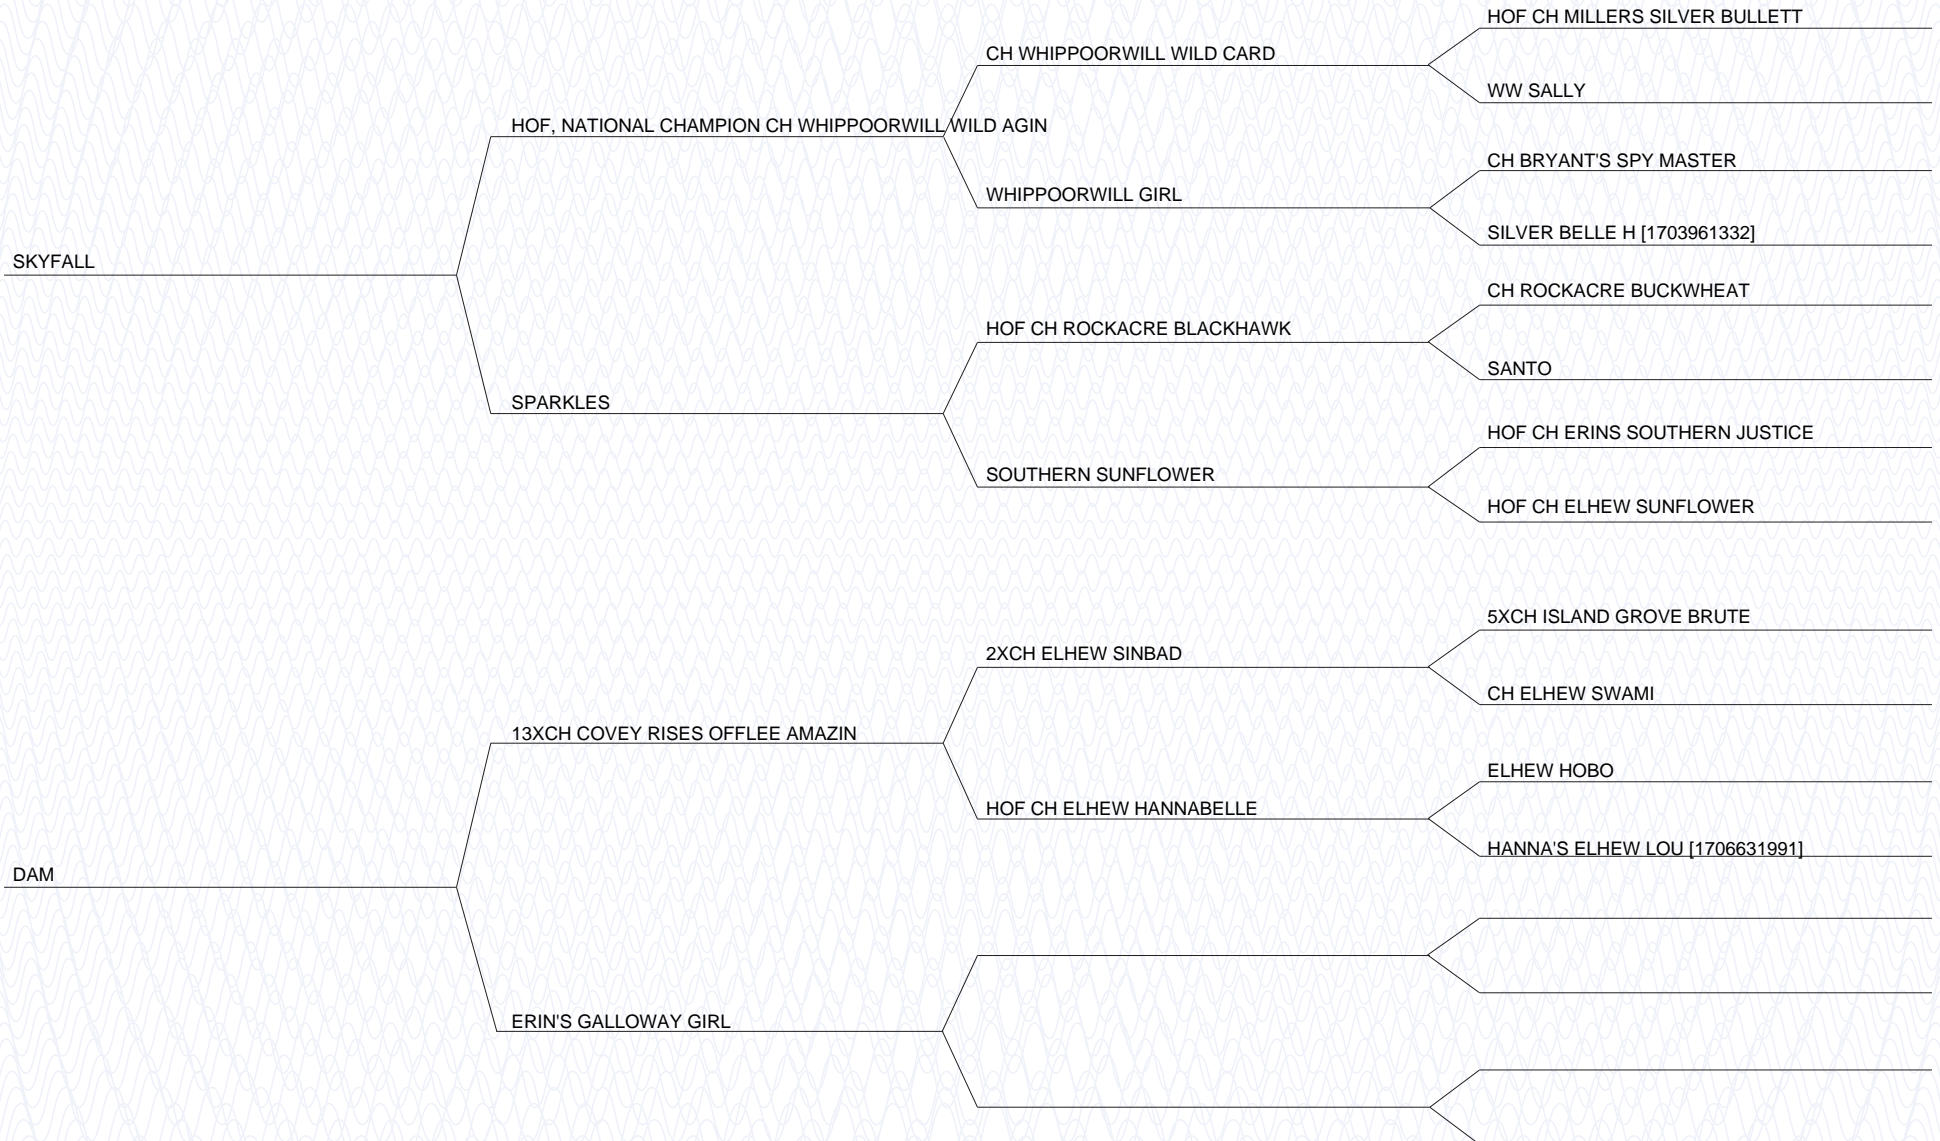 HOF CH MILLERS SILVER BULLETT
CH WHIPPOORWILL WILD CARD
WW SALLY
HOF, NATIONAL CHAMPION CH WHIPPOORWILL WILD AGIN
CH BRYANT'S SPY MASTER
WHIPPOORWILL GIRL
SILVER BELLE H [1703961332]
SKYFALL
CH ROCKACRE BUCKWHEAT
HOF CH ROCKACRE BLACKHAWK
SANTO
SPARKLES
HOF CH ERINS SOUTHERN JUSTICE
SOUTHERN SUNFLOWER
HOF CH ELHEW SUNFLOWER
5XCH ISLAND GROVE BRUTE
2XCH ELHEW SINBAD
CH ELHEW SWAMI
13XCH COVEY RISES OFFLEE AMAZIN
ELHEW HOBO
HOF CH ELHEW HANNABELLE
HANNA'S ELHEW LOU [1706631991]
DAM
ERIN'S GALLOWAY GIRL